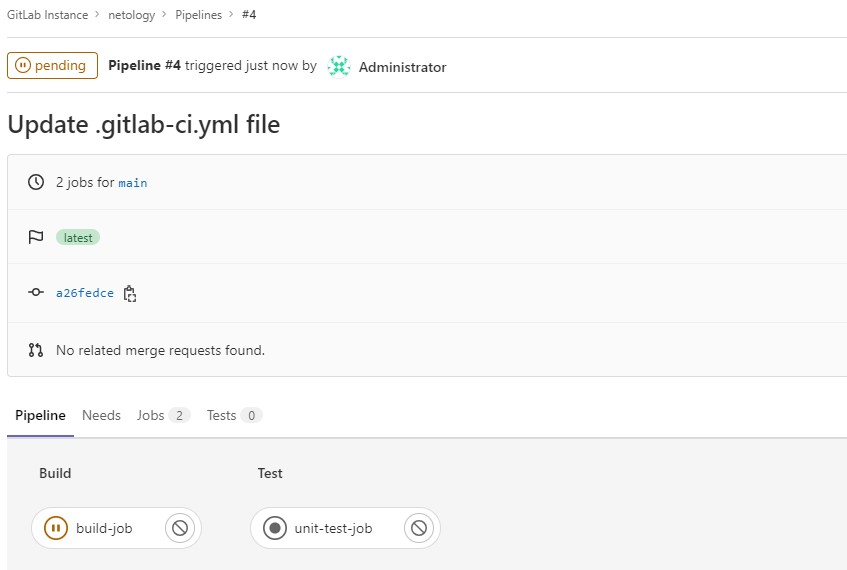 GitLab Instance > netology > Pipelines > #4
pending Pipeline #4 triggered just now by Administrator
Update .gitlab-ci.yml file
2 jobs for main
latest
a26fedce
No related merge requests found.
Pipeline Needs Jobs 2 Tests 0
Build Test
build-job unit-test-job